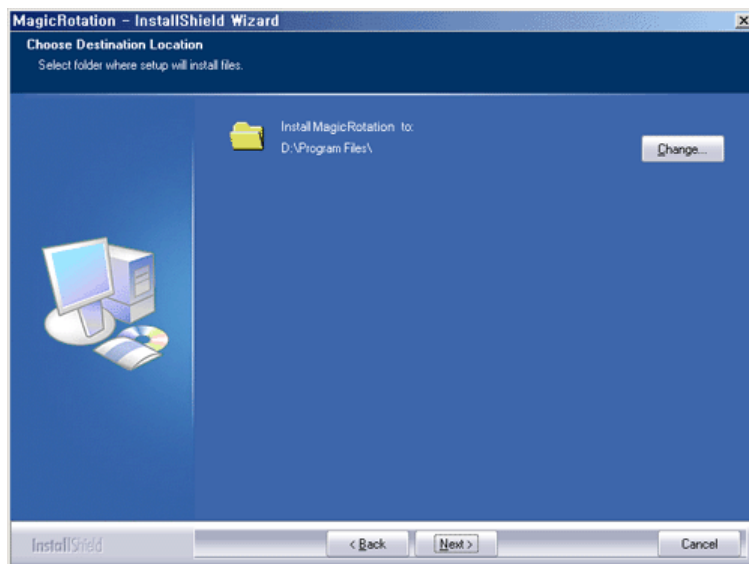 MagicRotation - InstallShield Wizard
Choose Destination Location
Select folder where setup will install files.
Install MagicRotation to:
D:\Program Files\
Change...
InstallShield
< Back
Next >
Cancel